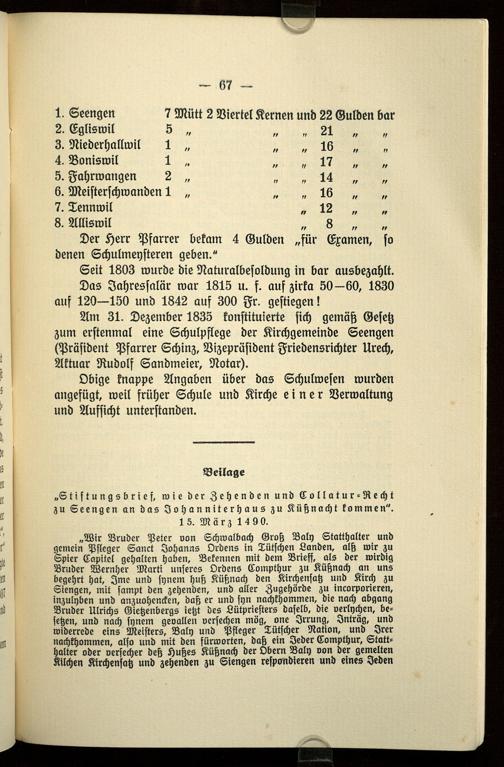 — 67 —
1. Seengen 7 Mütt 2 Viertel Kernen und 22 Gulden bar
2. Egliswil 5 „ „ „ 21 „ „
3. Niederhallwil 1 „ „ „ 16 „ „
4. Boniswil 1 „ „ „ 17 „ „
5. Fahrwangen 2 „ „ „ 14 „ „
6. Meisterschwanden 1 „ „ „ 16 „ „
7. Tennwil „ 12 „ „
8. Alliswil „ 8 „ „
Der Herr Pfarrer bekam 4 Gulden „für Examen, so
denen Schulmeysteren geben.“
Seit 1803 wurde die Naturalbesoldung in bar ausbezahlt.
Das Jahressalär war 1815 u. f. auf zirka 50—60, 1830
auf 120—150 und 1842 auf 300 Fr. gestiegen!
Am 31. Dezember 1835 konstituierte sich gemäß Gesetz
zum erstenmal eine Schulpflege der Kirchgemeinde Seengen
(Präsident Pfarrer Schinz, Vizepräsident Friedensrichter Urech,
Aktuar Rudolf Sandmeier, Notar).
Obige knappe Angaben über das Schulwesen wurden
angefügt, weil früher Schule und Kirche einer Verwaltung
und Aufsicht unterstanden.
Beilage
„Stiftungsbrief, wie der Zehenden und Collatur-Recht
zu Seengen an das Johanniterhaus zu Küßnacht kommen“.
15. März 1490.
„Wir Bruder Peter von Schwalbach Groß Baly Statthalter und
gemein Pfleger Sanct Johanns Ordens in Tütschen Landen, alß wir zu
Spier Capitel gehalten haben, Bekennen mit dem Brieff, als der wirdig
Bruder Wernher Marti unseres Ordens Compthur zu Küßnach an uns
begehrt hat, Ime und synem huß Küßnach den Kirchensatz und Kirch zu
Siengen, mit sampt den zehenden, und aller Zugehörde zu incorporieren,
inzulyben und anzuohencken, daß er und syn nachkommen, die nach abgang
Bruder Ulrichs Gietzenbergs ietzt des Lütpriesters daselb, die verlychen, be-
setzen, und nach synem gevallen versechen mög, one Irrung, Inträg, und
widerrede eins Meisters, Baly und Pfleger Tütscher Nation, und Irer
nachkhommen, also und mit den fürworten, daß ein Jeder Compthur, Statt-
halter oder versecher deß Hußes Küßnach der Obern Baly von der gemelten
Kilchen Kirchensatz und zehenden zu Siengen respondieren und eines Jeden